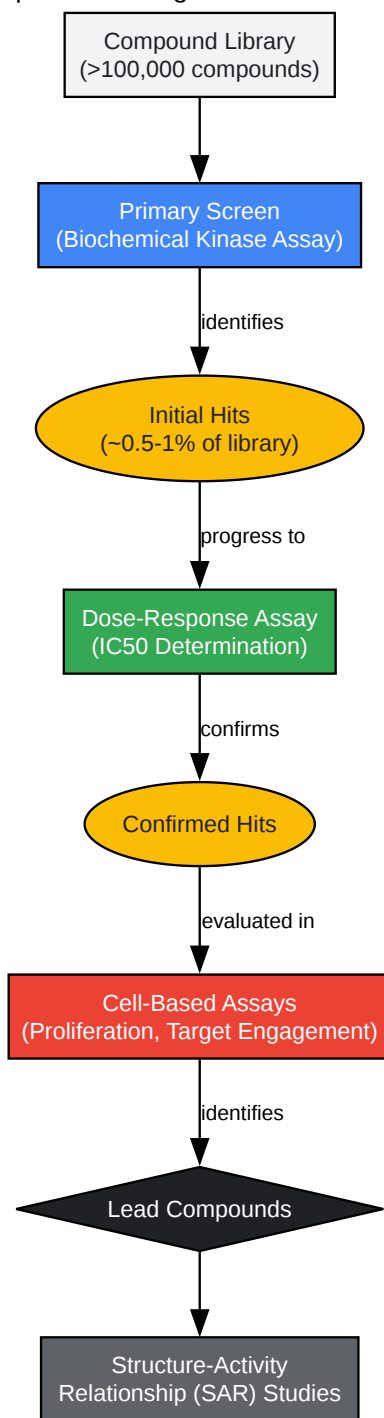 Compound Library
(>100,000 compounds)
Primary Screen
(Biochemical Kinase Assay)
identifies
Initial Hits
(~0.5-1% of library)
progress to
Dose-Response Assay
(IC50 Determination)
confirms
Confirmed Hits
evaluated in
Cell-Based Assays
(Proliferation, Target Engagement)
identifies
Lead Compounds
Structure-Activity
Relationship (SAR) Studies